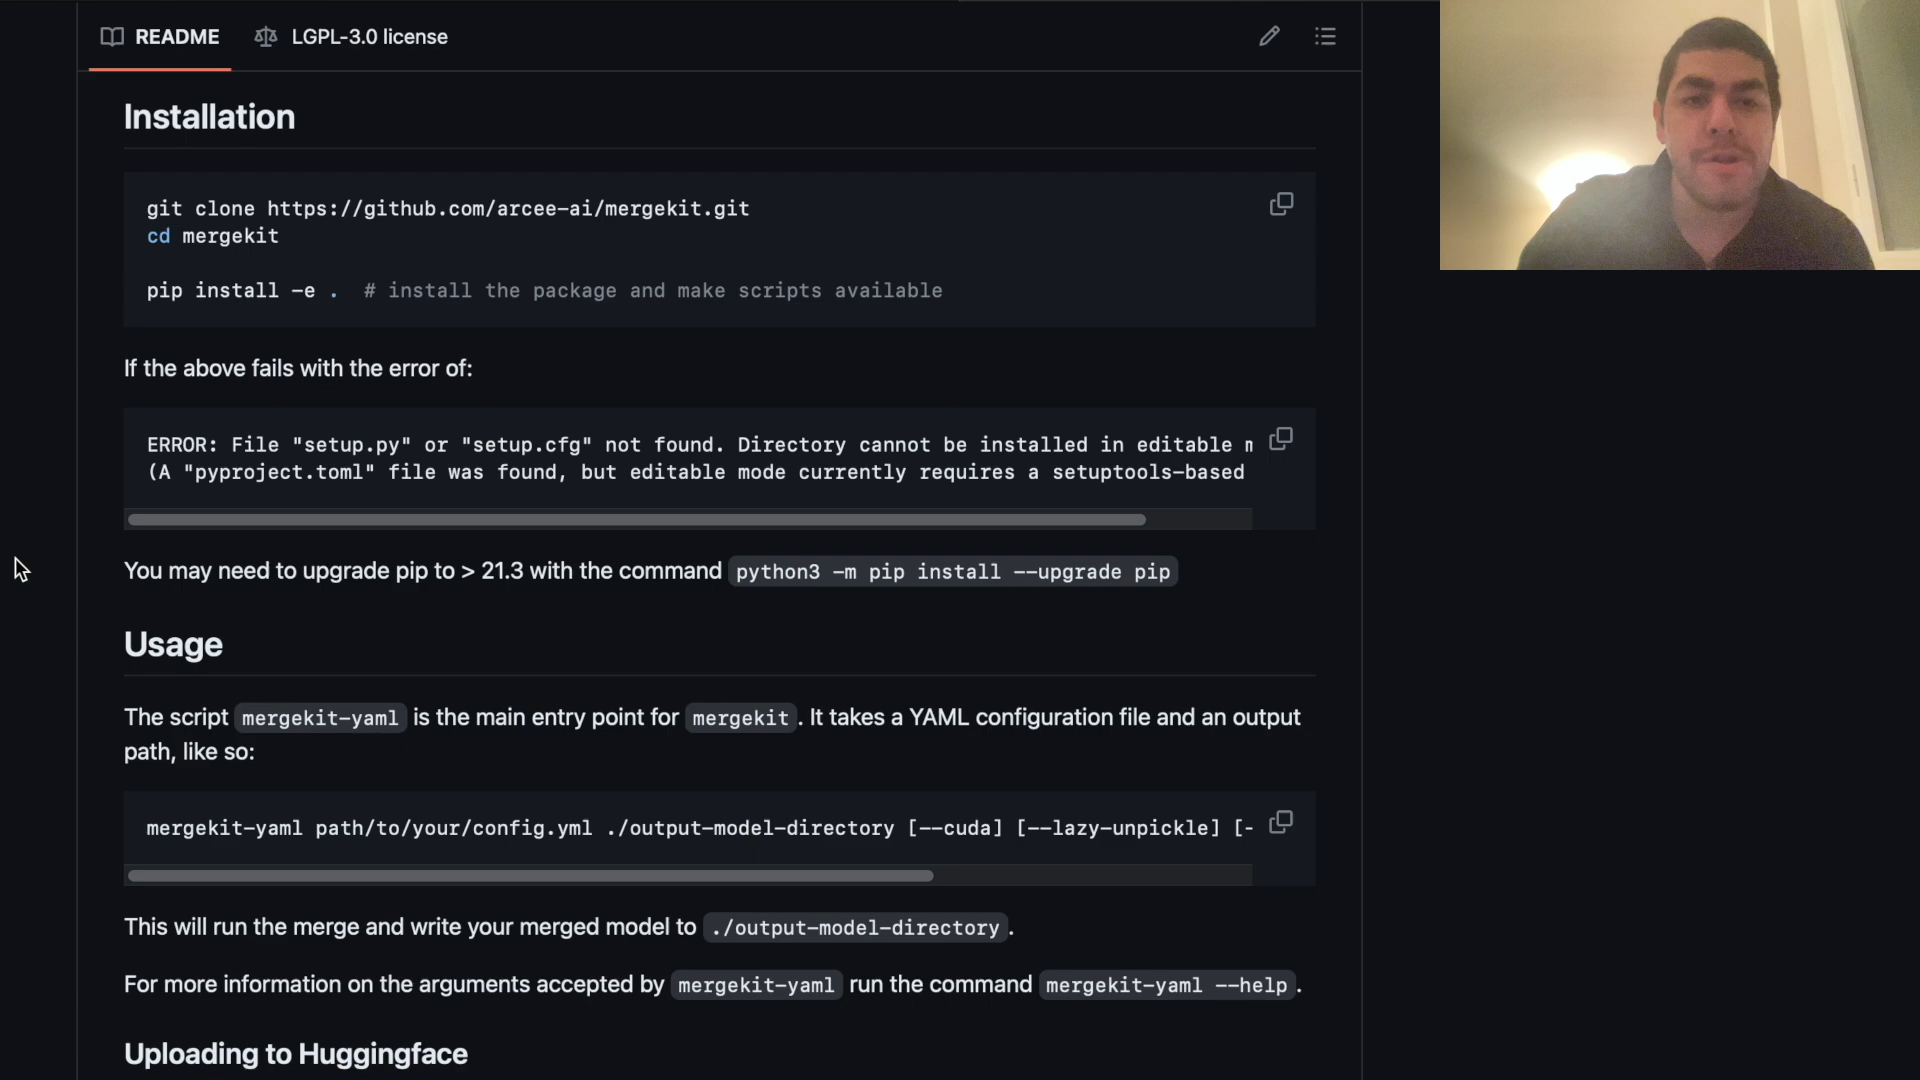 README
LGPL-3.0 license
Installation
git clone https://github.com/arcee-ai/mergekit.git
cd mergekit
pip install -e .  # install the package and make scripts available
If the above fails with the error of:
ERROR: File "setup.py" or "setup.cfg" not found. Directory cannot be installed in editable m
(A "pyproject.toml" file was found, but editable mode currently requires a setuptools-based
You may need to upgrade pip to > 21.3 with the command python3 -m pip install --upgrade pip
Usage
The script mergekit-yaml is the main entry point for mergekit. It takes a YAML configuration file and an output
path, like so:
mergekit-yaml path/to/your/config.yml ./output-model-directory [--cuda] [--lazy-unpickle] [-
This will run the merge and write your merged model to ./output-model-directory.
For more information on the arguments accepted by mergekit-yaml run the command mergekit-yaml --help.
Uploading to Huggingface